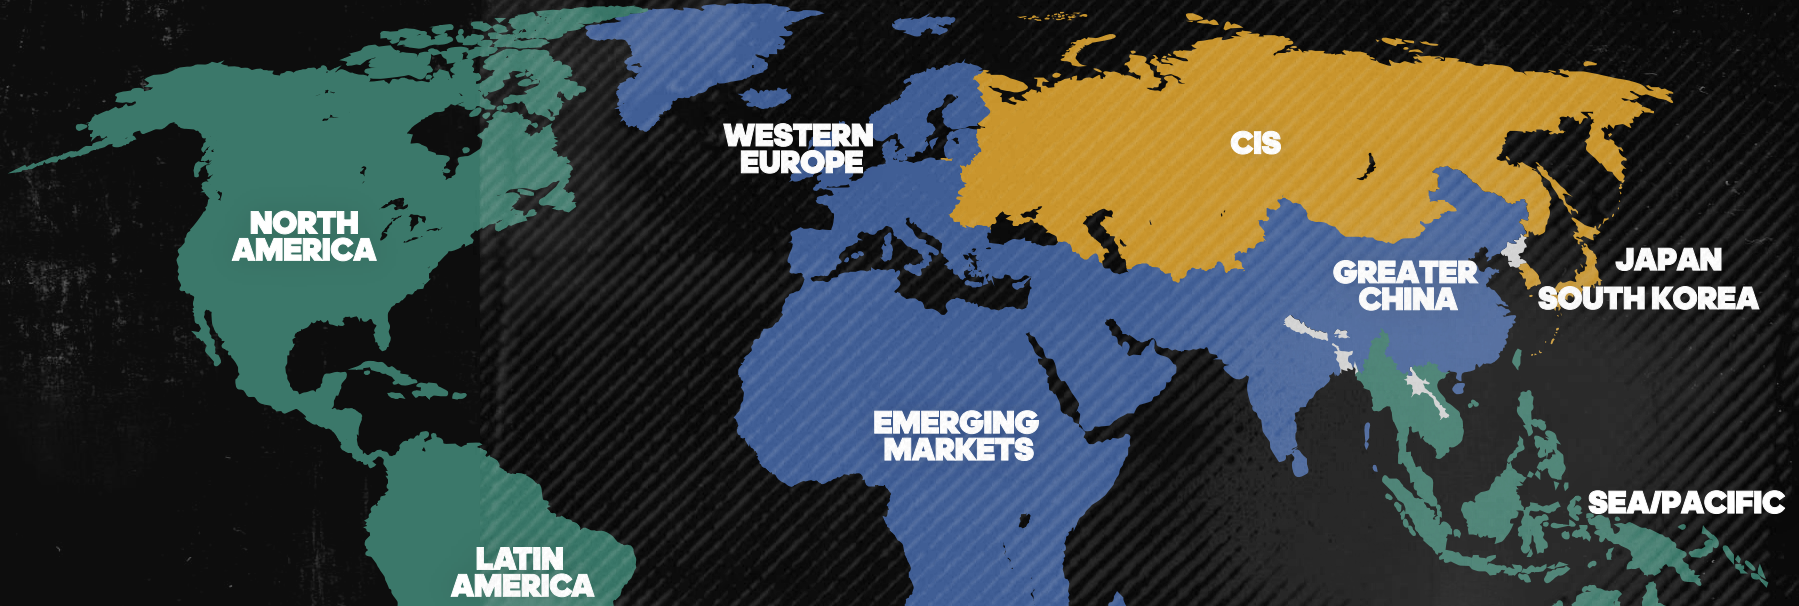 WESTERN
EUROPE
CIS
NORTH
AMERICA
JAPAN
GREATER
CHINA
SOUTH KOREA
EMERGING
MARKETS
SEA/PACIFIC
LATIN
AMERICA